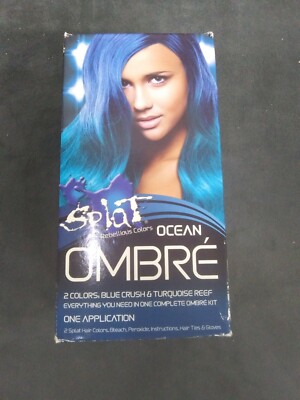 Splat
Rebellious Colors
OCEAN
OMBRÉ
2 COLORS: BLUE CRUSH & TURQUOISE REEF
EVERYTHING YOU NEED IN ONE COMPLETE OMBRÉ KIT
ONE APPLICATION
2 Splat Hair Colors, Bleach, Peroxide, Instructions, Hair Ties & Gloves